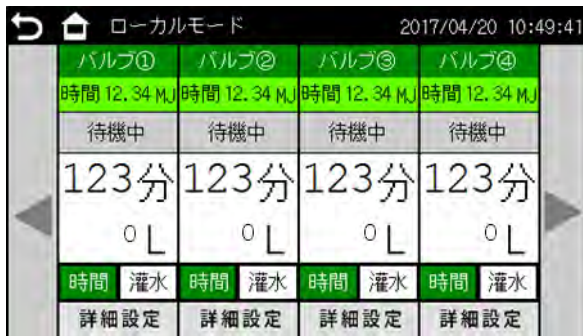 ローカルモード 2017/04/20 10:49:41
バルブ① バルブ② バルブ③ バルブ④
時間 12.34 MJ 時間 12.34 MJ 時間 12.34 MJ 時間 12.34 MJ
待機中 待機中 待機中 待機中
123分 123分 123分 123分
0 L 0 L 0 L 0 L
時間 灌水 時間 灌水 時間 灌水 時間 灌水
詳細設定 詳細設定 詳細設定 詳細設定